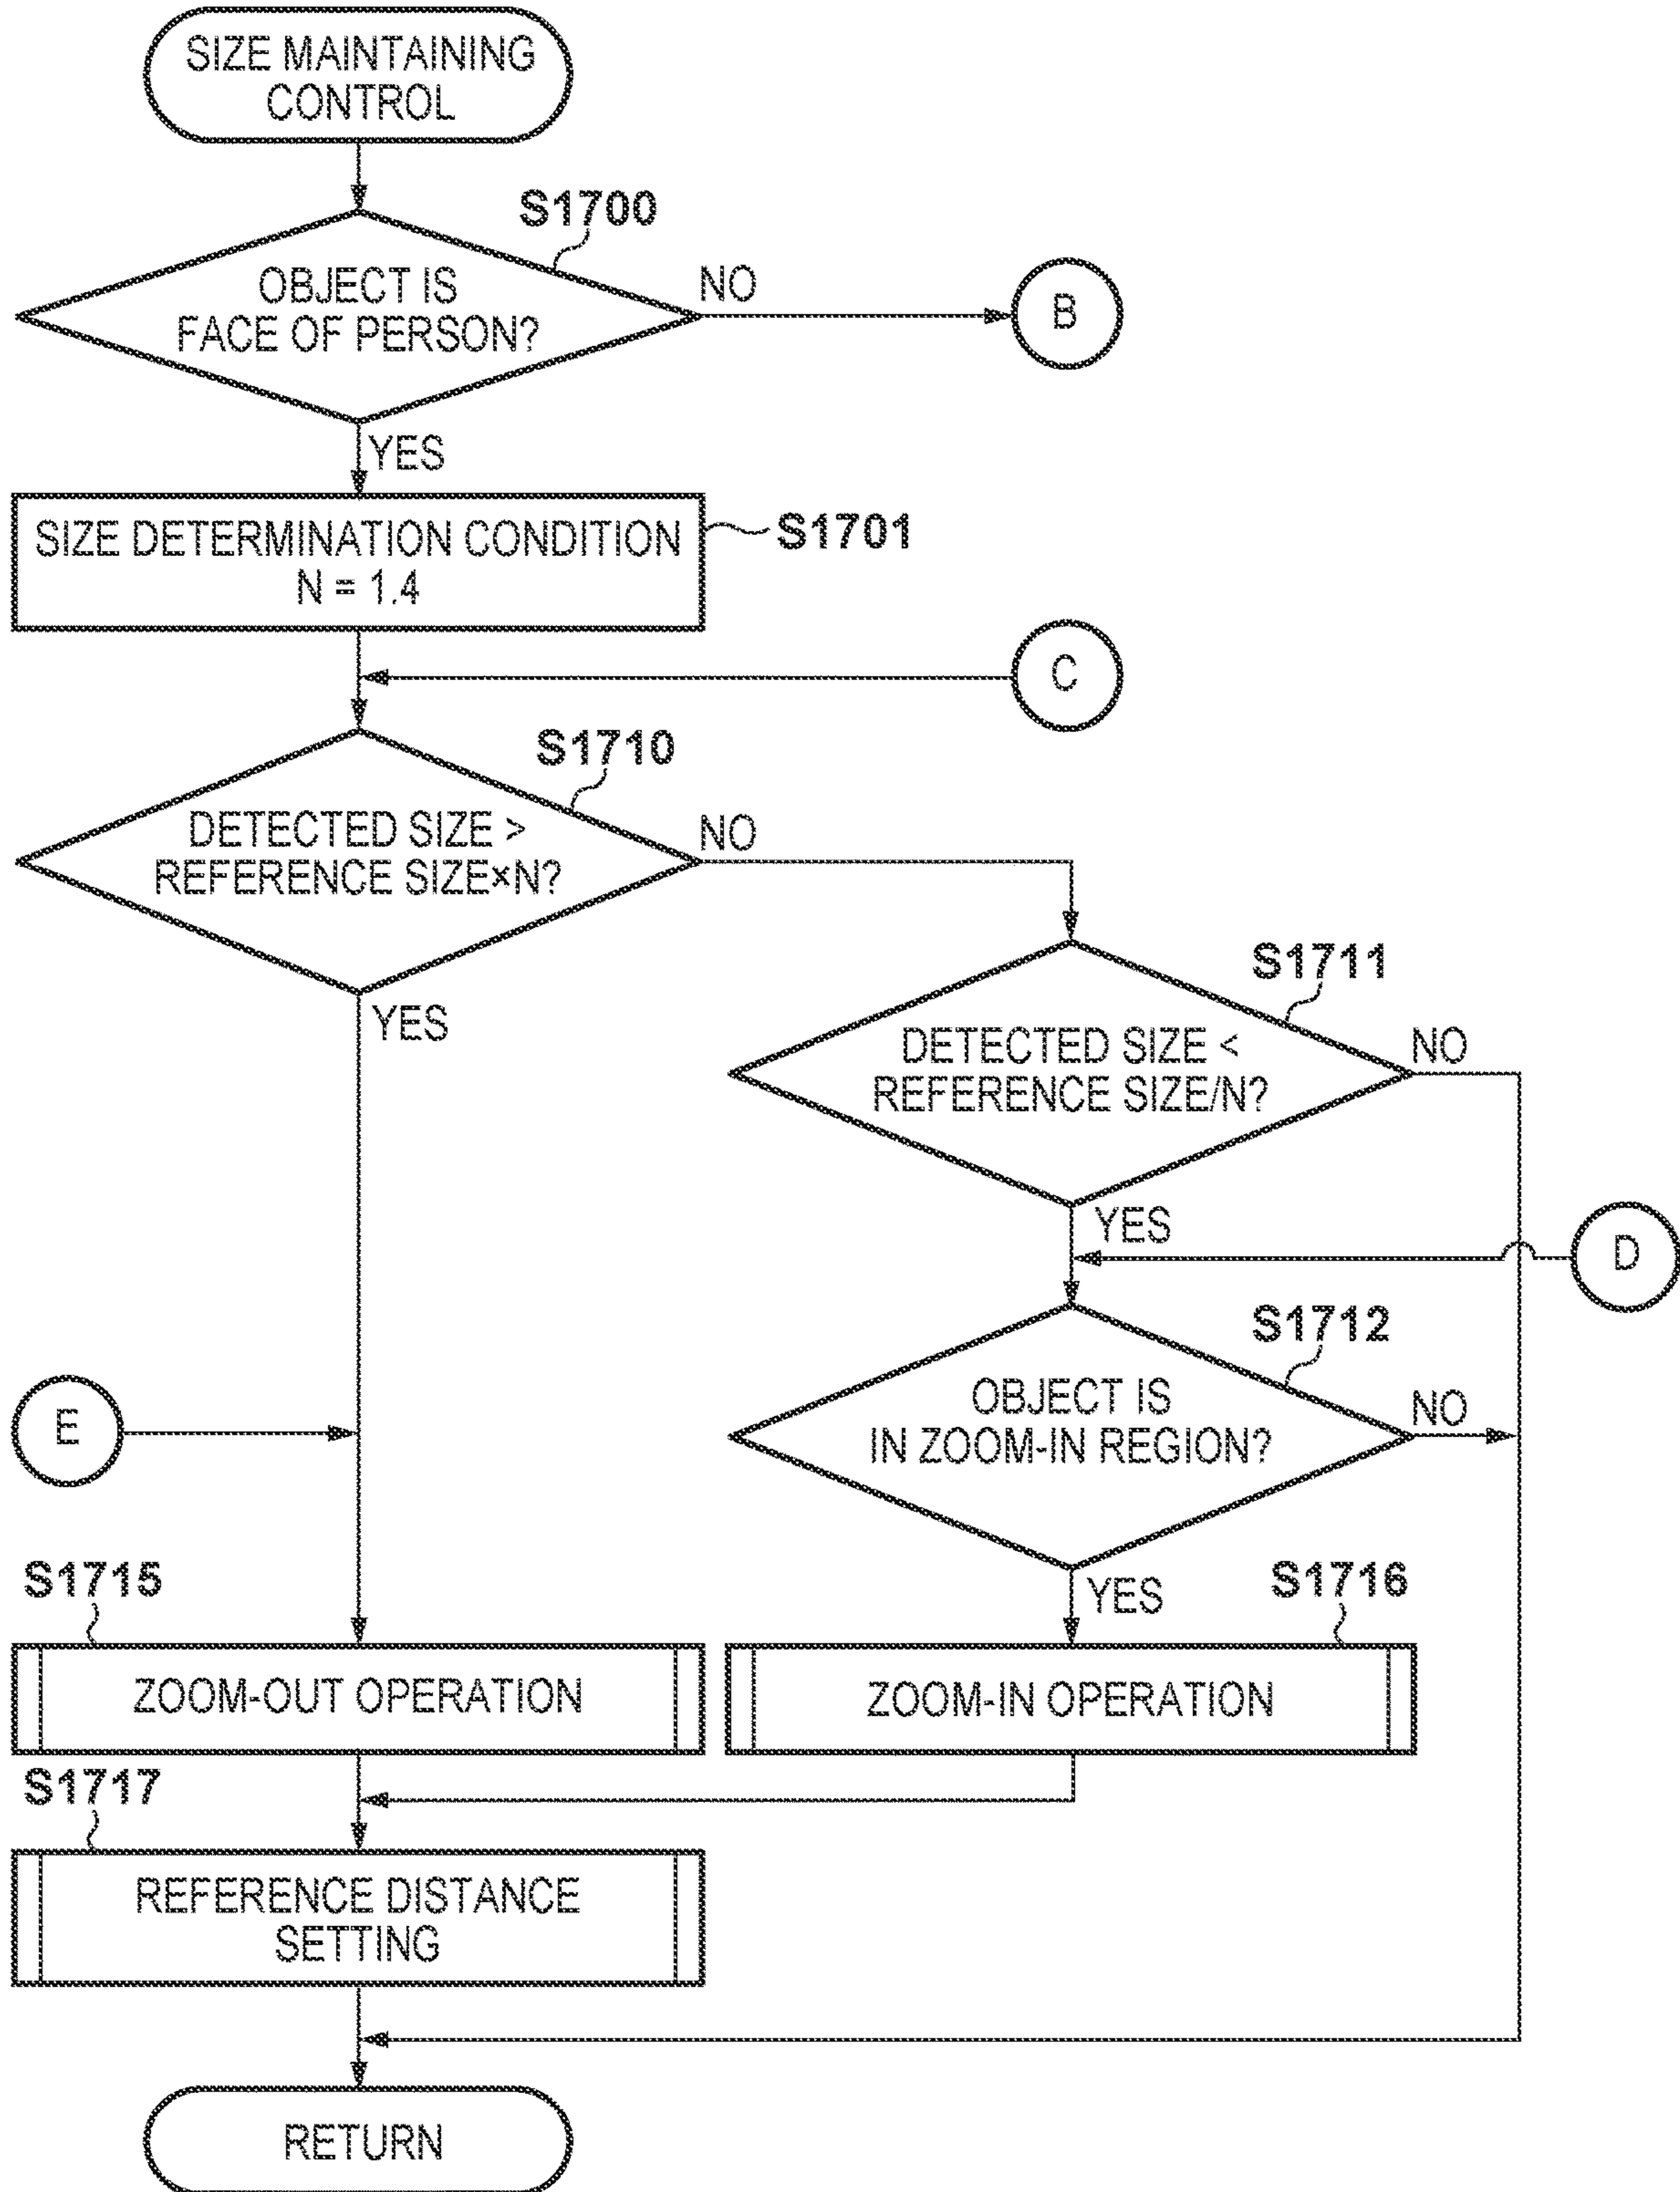 SIZE MAINTAINING
CONTROL
S1700
OBJECT IS
FACE OF PERSON?
NO
B
YES
SIZE DETERMINATION CONDITION
N = 1.4
S1701
C
S1710
DETECTED SIZE >
REFERENCE SIZE×N?
NO
YES
S1711
DETECTED SIZE <
REFERENCE SIZE/N?
NO
YES
D
S1712
OBJECT IS
IN ZOOM-IN REGION?
NO
E
YES
S1715
S1716
ZOOM-OUT OPERATION
ZOOM-IN OPERATION
S1717
REFERENCE DISTANCE
SETTING
RETURN